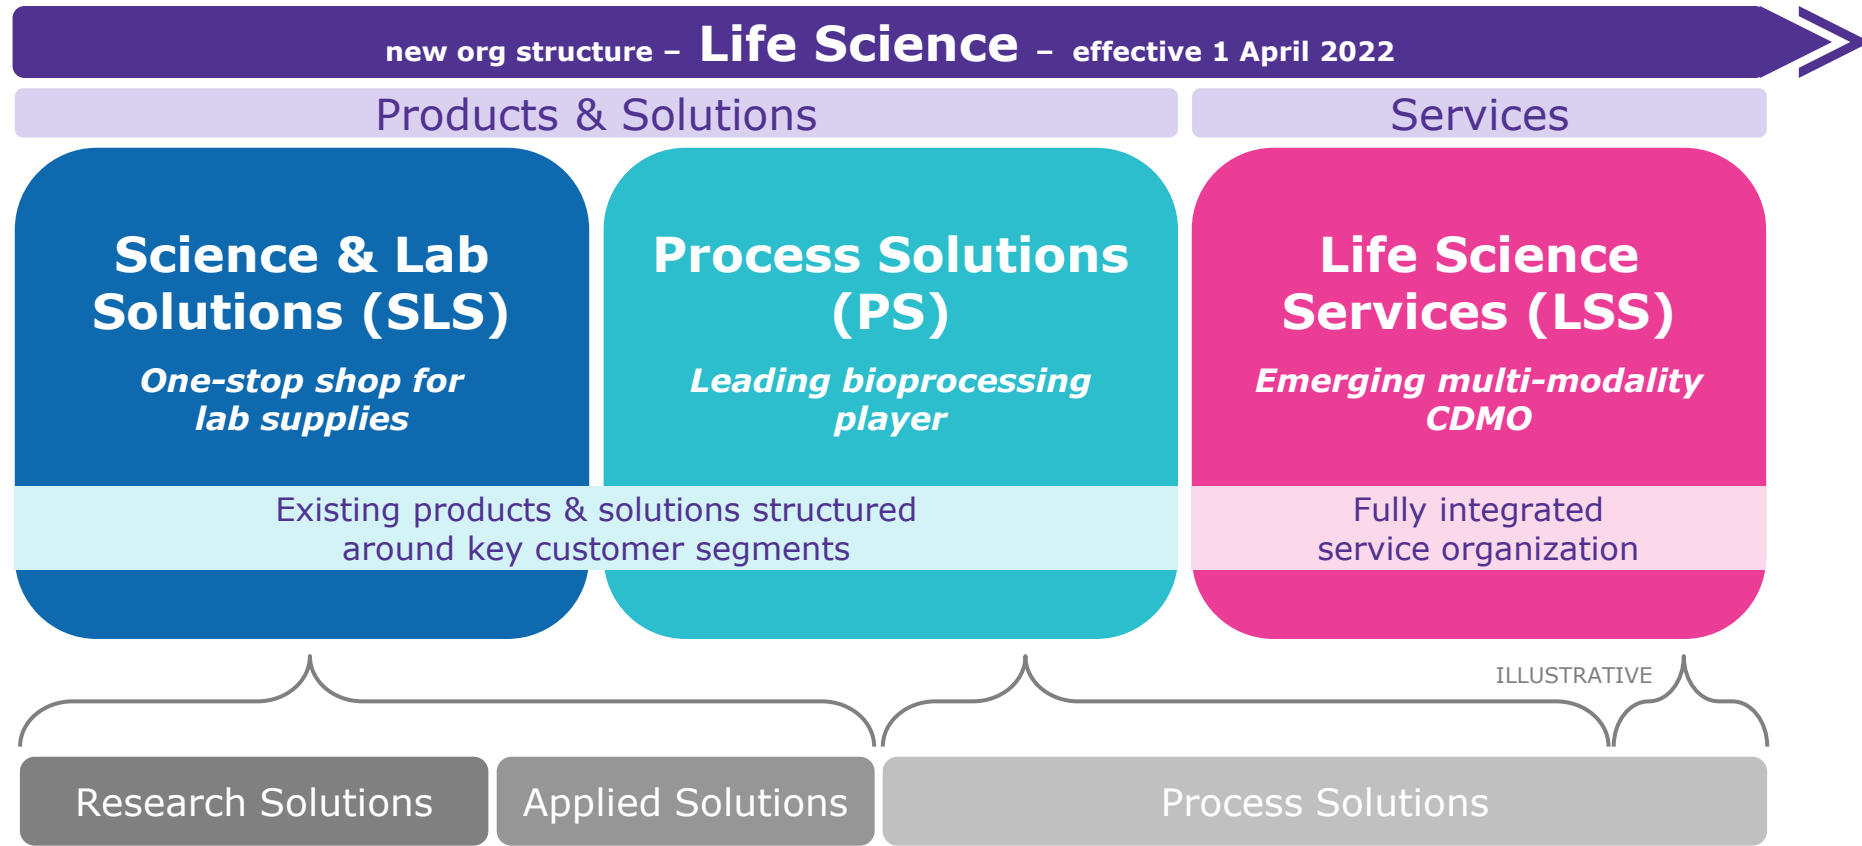 new org structure – Life Science – effective 1 April 2022
Products & Solutions
Services
Science & Lab
Solutions (SLS)
One-stop shop for
lab supplies
Process Solutions
(PS)
Leading bioprocessing
player
Life Science
Services (LSS)
Emerging multi-modality
CDMO
Existing products & solutions structured
around key customer segments
Fully integrated
service organization
ILLUSTRATIVE
Research Solutions
Applied Solutions
Process Solutions